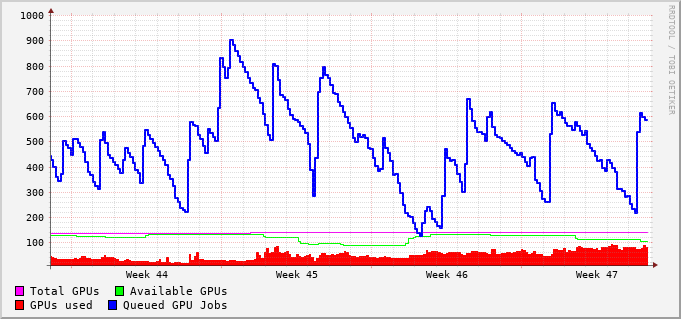 1000
900
800
700
600
500
400
300
200
100
Week 44 Week 45 Week 46 Week 47
Total GPUs Available GPUs
GPUs used Queued GPU Jobs
RRDTOOL / TOBI OETIKER